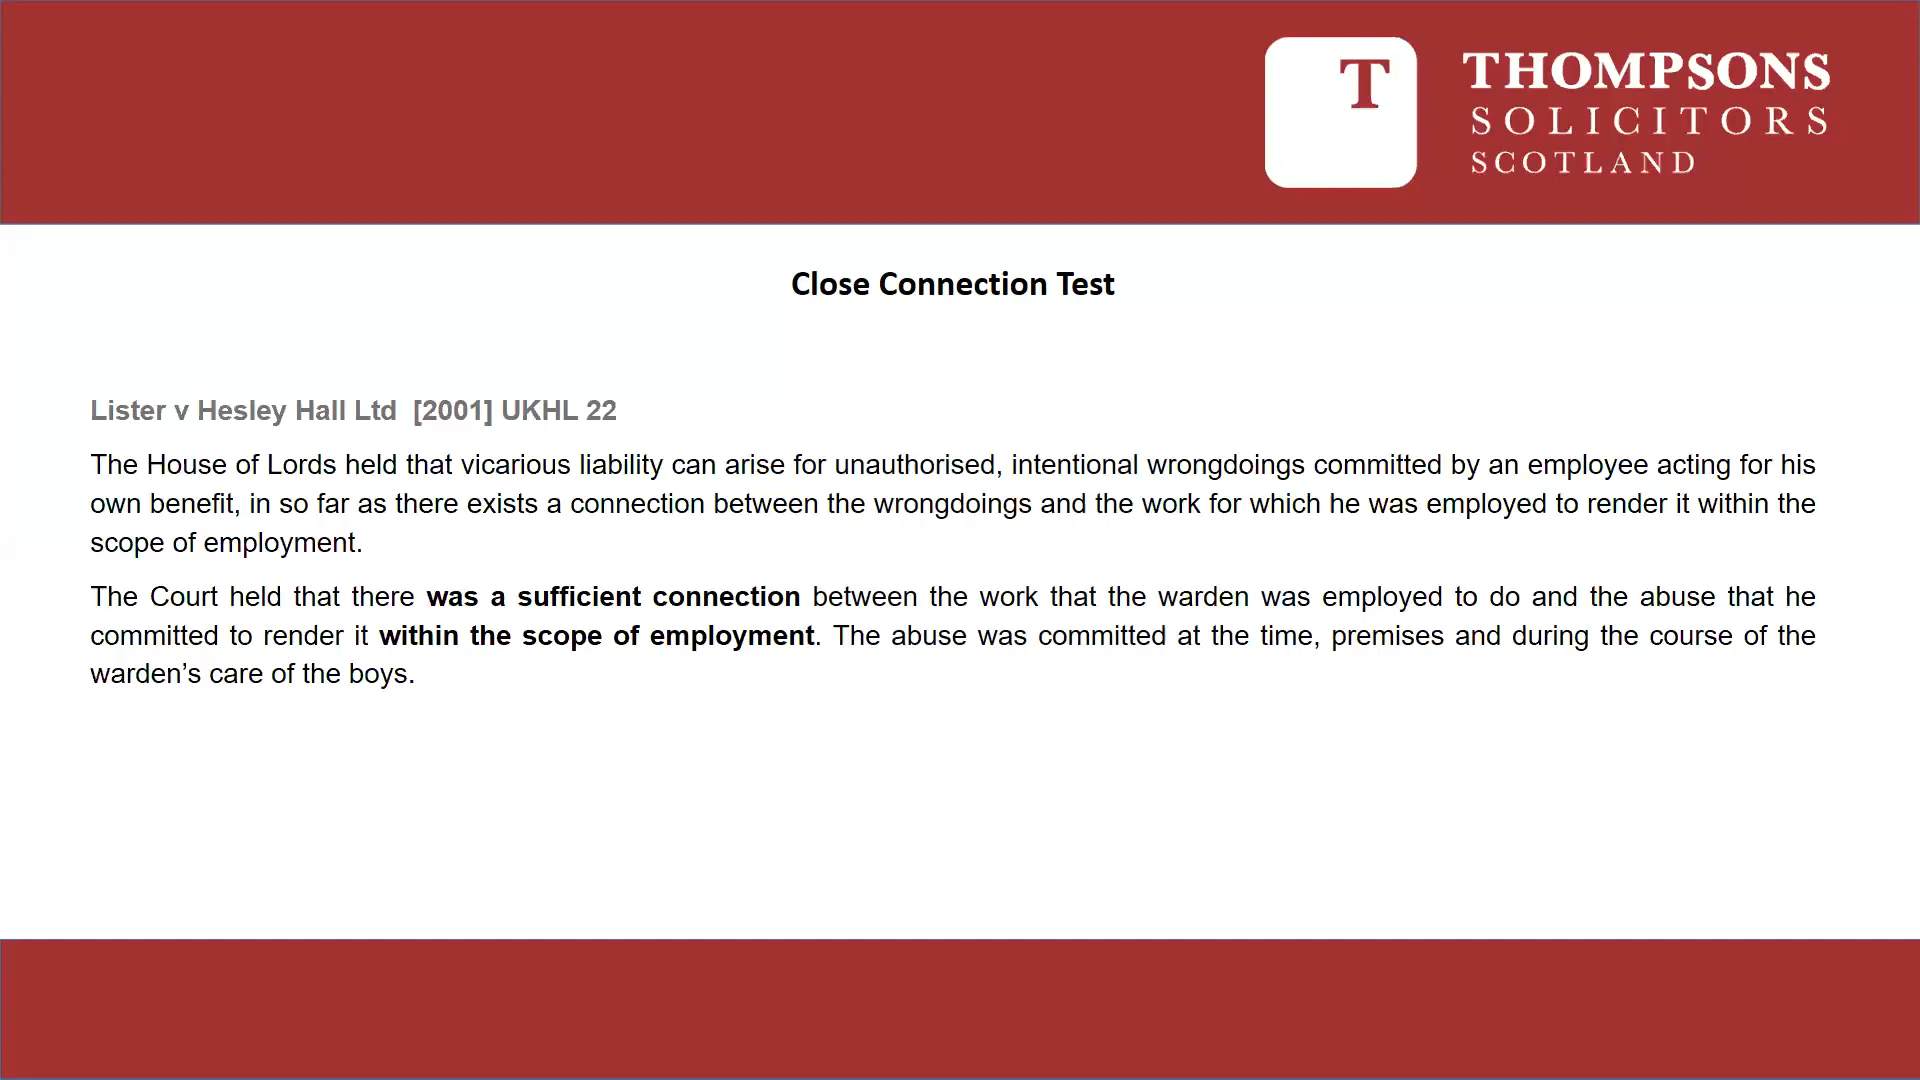 T
THOMPSONS
SOLICITORS
SCOTLAND
Close Connection Test
Lister v Hesley Hall Ltd [2001] UKHL 22
The House of Lords held that vicarious liability can arise for unauthorised, intentional wrongdoings committed by an employee acting for his
own benefit, in so far as there exists a connection between the wrongdoings and the work for which he was employed to render it within the
scope of employment.
The Court held that there was a sufficient connection between the work that the warden was employed to do and the abuse that he
committed to render it within the scope of employment. The abuse was committed at the time, premises and during the course of the
warden’s care of the boys.